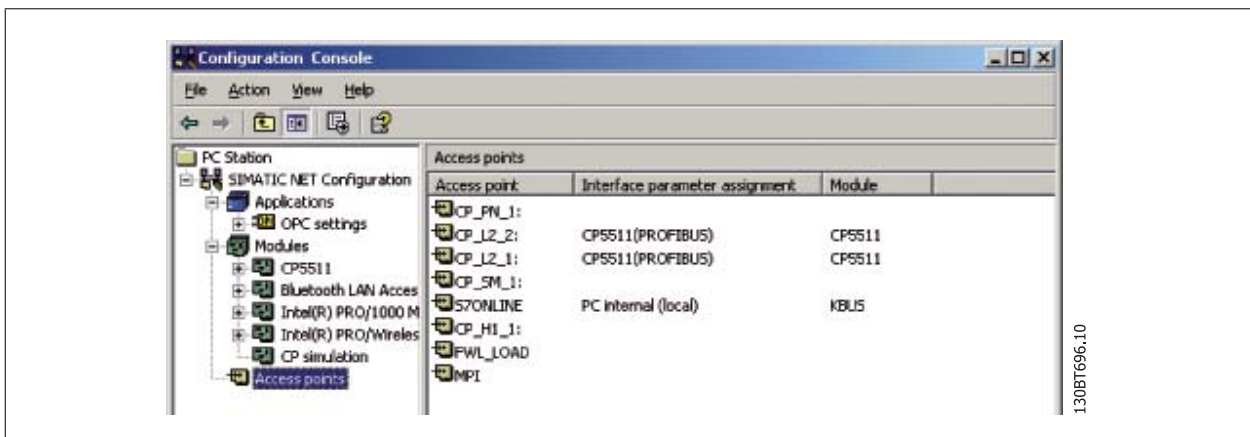 Configuration Console
File Action View Help
PC Station
SIMATIC NET Configuration
Applications
OPC settings
Modules
CP5511
Bluetooth LAN Acces
Intel(R) PRO/1000 M
Intel(R) PRO/Wireles
CP simulation
Access points
Access points
Access point Interface parameter assignment Module
CP_PN_1:
CP_L2_2: CP5511(PROFIBUS) CP5511
CP_L2_1: CP5511(PROFIBUS) CP5511
CP_SM_1:
S7ONLINE PC internal (local) KBUS
CP_H1_1:
FWL_LOAD
MPI
130BT696.10